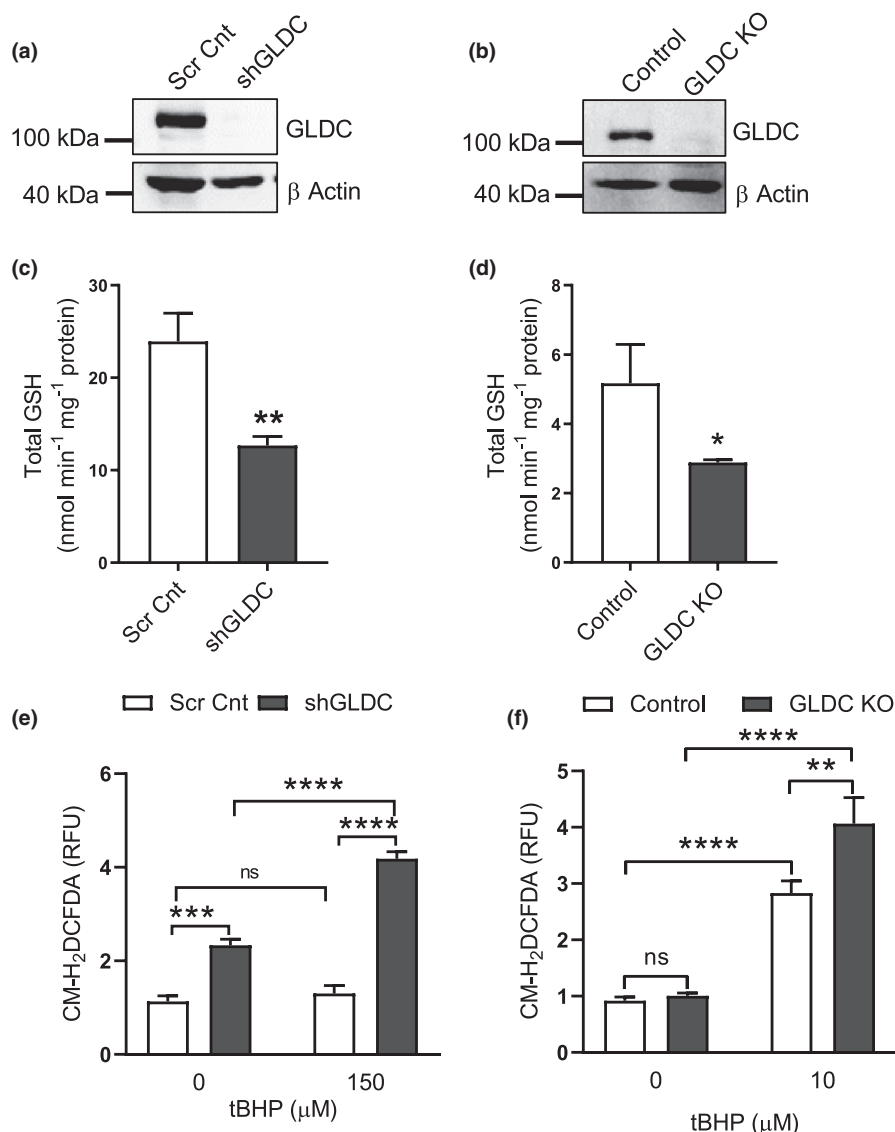 (a)
Scr Cnt
shGLDC
100 kDa
GLDC
40 kDa
β Actin
(b)
Control
GLDC KO
100 kDa
GLDC
40 kDa
β Actin
(c)
Total GSH
(nmol min⁻¹ mg⁻¹ protein)
30
20
10
0
**
Scr Cnt
shGLDC
(d)
Total GSH
(nmol min⁻¹ mg⁻¹ protein)
8
6
4
2
0
*
Control
GLDC KO
(e)
Scr Cnt
shGLDC
CM-H₂DCFDA (RFU)
6
4
2
0
****
****
ns
***
0
150
tBHP (μM)
(f)
Control
GLDC KO
CM-H₂DCFDA (RFU)
5
4
3
2
1
0
****
**
****
ns
0
10
tBHP (μM)